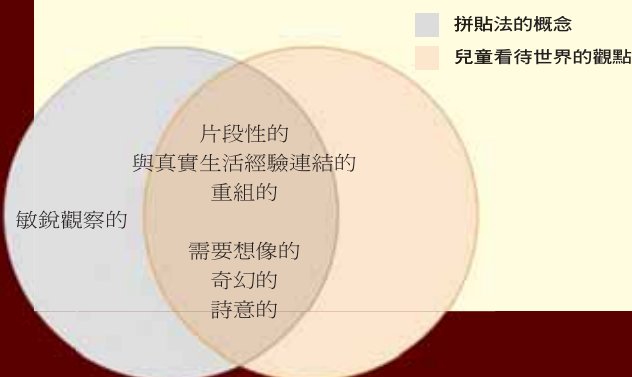 拼貼法的概念
兒童看待世界的觀點
片段性的
與真實生活經驗連結的
重組的
敏銳觀察的
需要想像的
奇幻的
詩意的